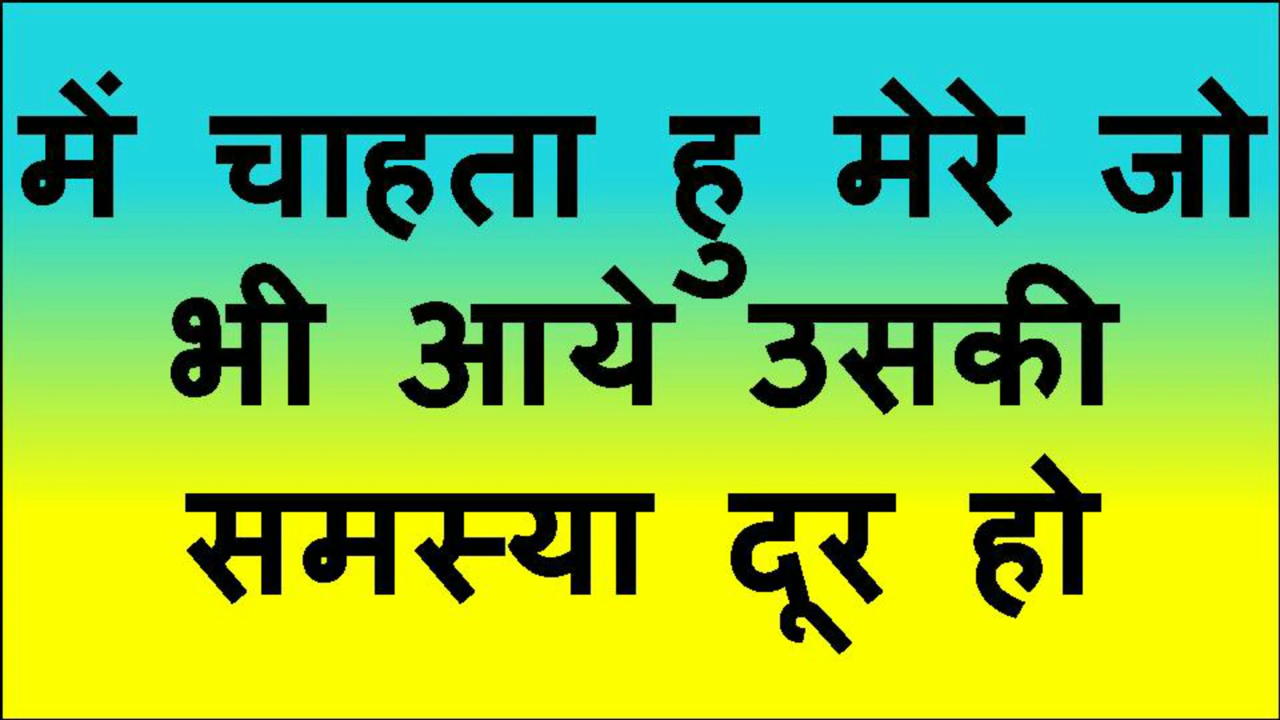 में चाहता हु मेरे जो
भी आये उसकी
समस्या दूर हो